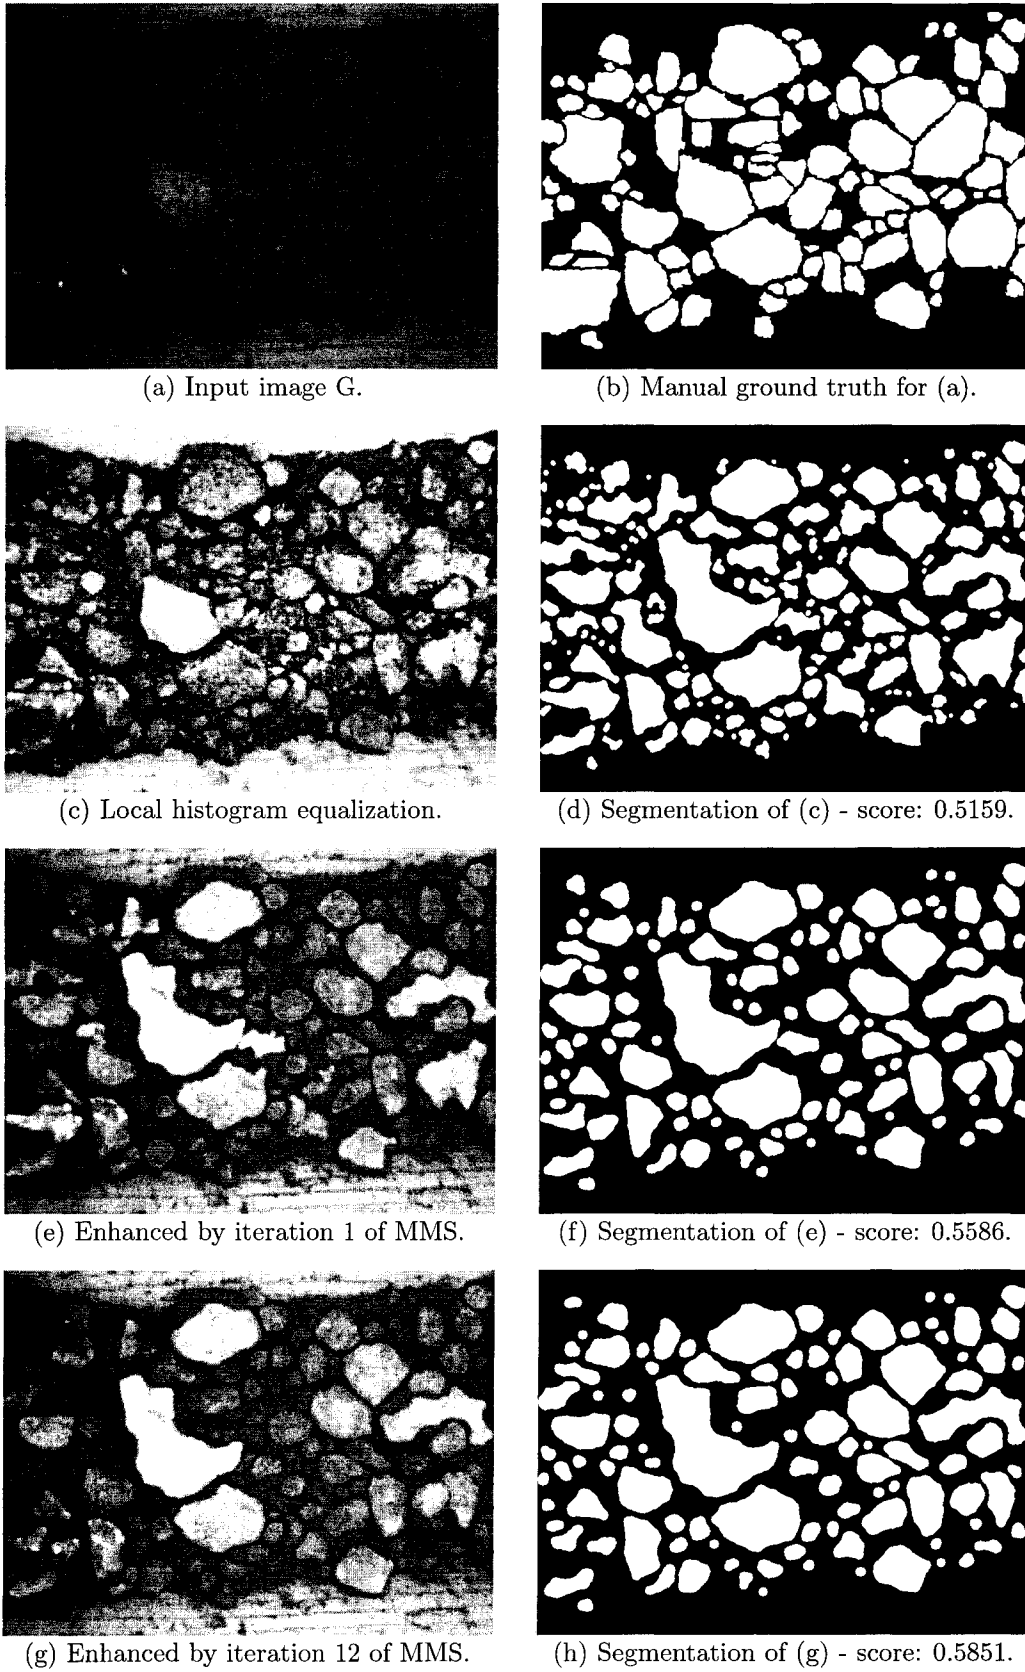 (a) Input image G.
(b) Manual ground truth for (a).
(c) Local histogram equalization.
(d) Segmentation of (c) - score: 0.5159.
(e) Enhanced by iteration 1 of MMS.
(f) Segmentation of (e) - score: 0.5586.
(g) Enhanced by iteration 12 of MMS.
(h) Segmentation of (g) - score: 0.5851.